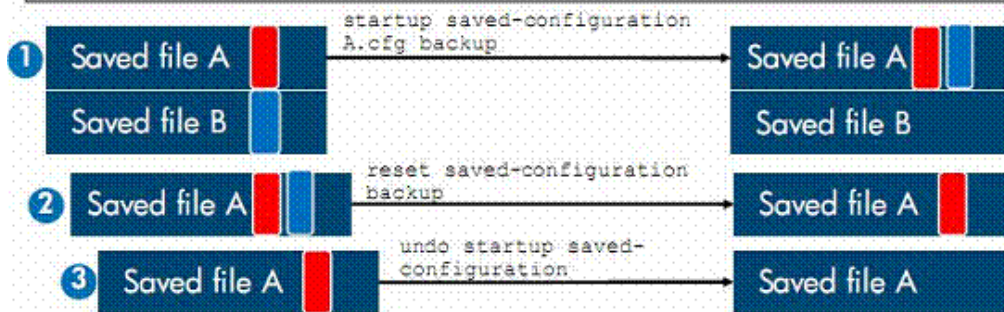 startup saved-configuration
A.cfg backup
1
Saved file A
Saved file A
Saved file B
Saved file B
reset saved-configuration
backup
2
Saved file A
Saved file A
undo startup saved-
configuration
3
Saved file A
Saved file A